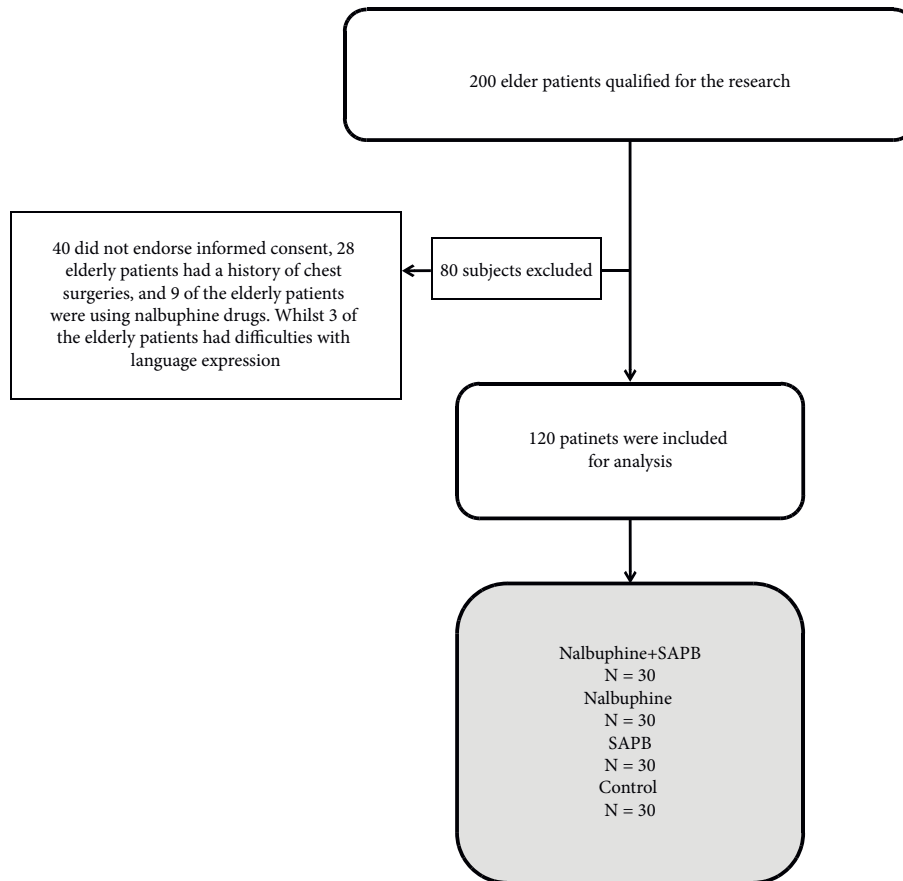 200 elder patients qualified for the research
40 did not endorse informed consent, 28
elderly patients had a history of chest
surgeries, and 9 of the elderly patients
were using nalbuphine drugs. Whilst 3 of
the elderly patients had difficulties with
language expression
80 subjects excluded
120 patinets were included
for analysis
Nalbuphine+SAPB
N = 30
Nalbuphine
N = 30
SAPB
N = 30
Control
N = 30